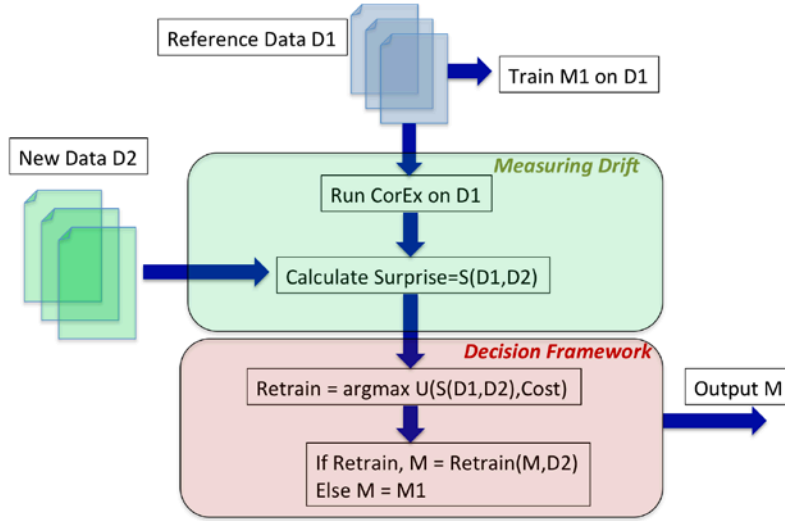 Reference Data D1
Train M1 on D1
New Data D2
Measuring Drift
Run CorEx on D1
Calculate Surprise=S(D1,D2)
Decision Framework
Retrain = argmax U(S(D1,D2),Cost)
Output M
If Retrain, M = Retrain(M,D2)
Else M = M1